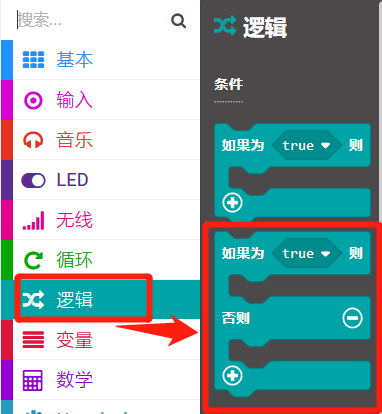 搜索...
基本
输入
音乐
LED
无线
循环
逻辑
变量
数学
逻辑
条件
如果为 true 则
如果为 true 则
否则